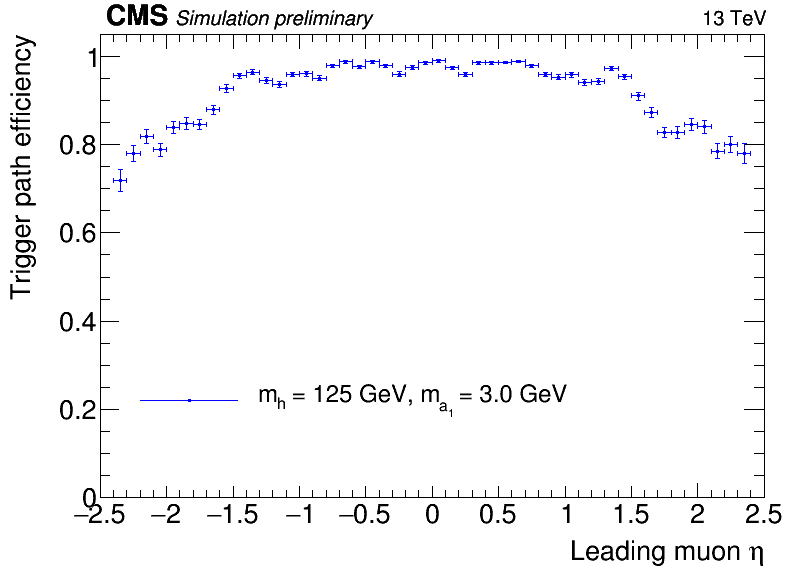 CMS Simulation preliminary 13 TeV
Trigger path efficiency
1
0.8
0.6
0.4
0.2
0
m_h = 125 GeV, m_a_1 = 3.0 GeV
−2.5 −2 −1.5 −1 −0.5 0 0.5 1 1.5 2 2.5
Leading muon η